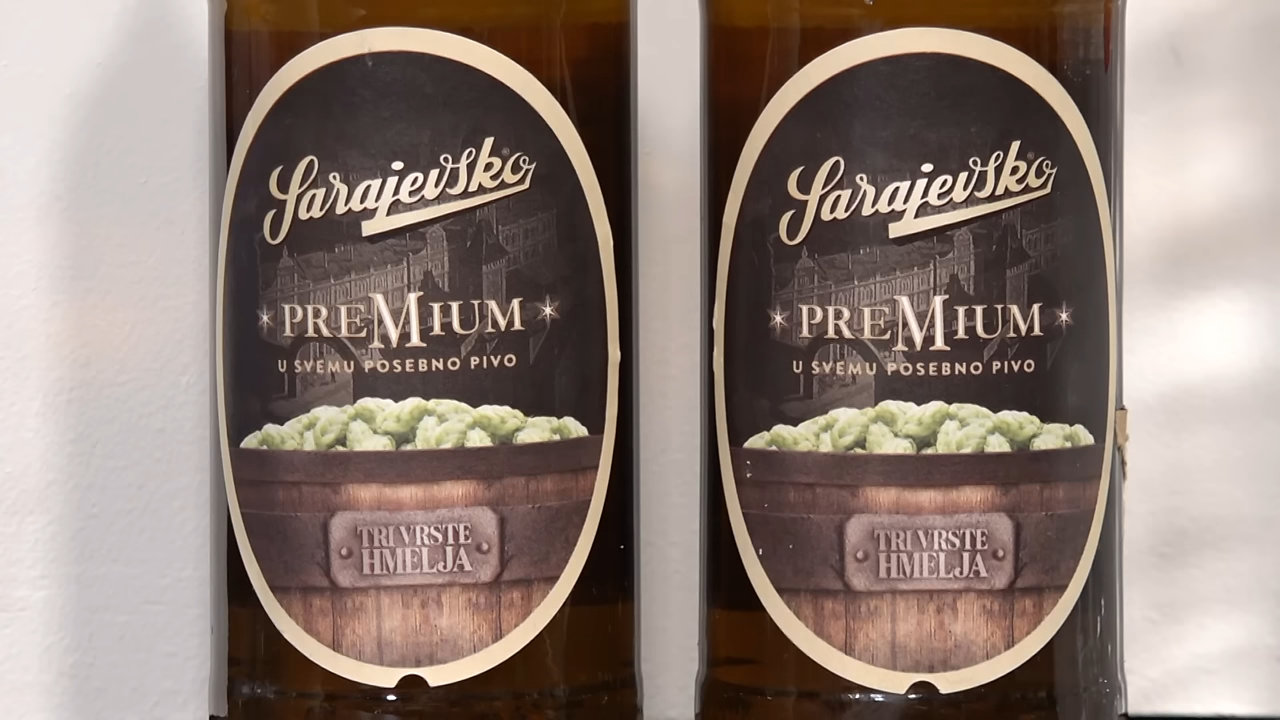 Sarajevsko
PREMIUM
U SVEMU POSEBNO PIVO
TRI VRSTE
HMELJA
Sarajevsko
PREMIUM
U SVEMU POSEBNO PIVO
TRI VRSTE
HMELJA